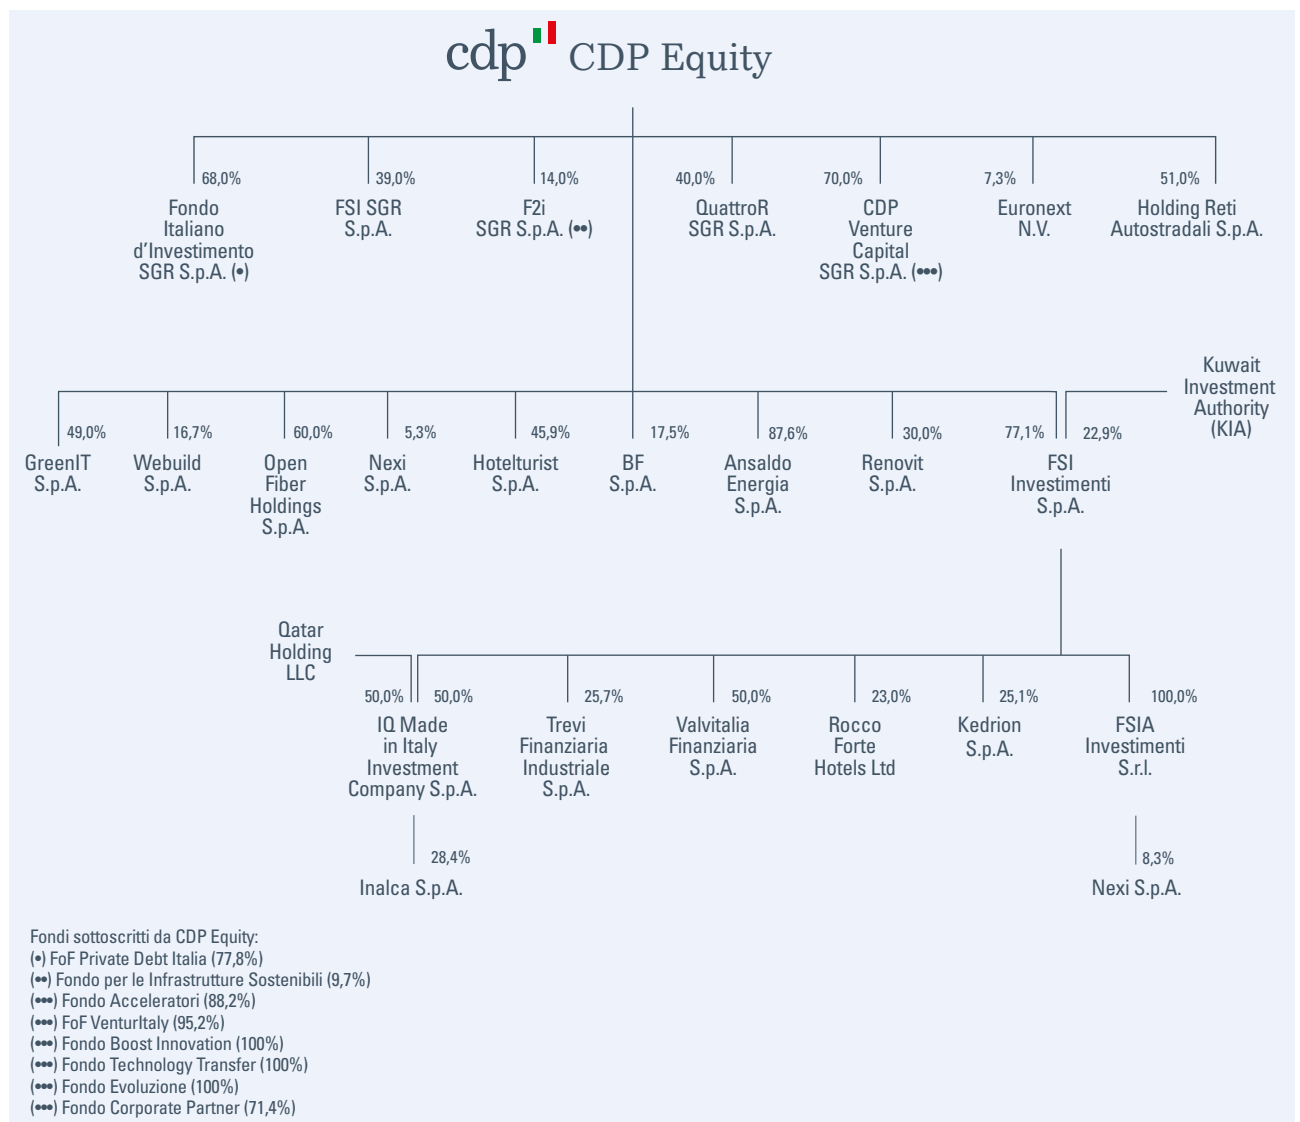 cdp CDP Equity
68,0%
Fondo
Italiano
d'Investimento
SGR S.p.A. (•)
39,0%
FSI SGR
S.p.A.
14,0%
F2i
SGR S.p.A. (••)
40,0%
QuattroR
SGR S.p.A.
70,0%
CDP
Venture
Capital
SGR S.p.A. (•••)
7,3%
Euronext
N.V.
51,0%
Holding Reti
Autostradali S.p.A.
Kuwait
Investment
Authority
(KIA)
49,0%
GreenIT
S.p.A.
16,7%
Webuild
S.p.A.
60,0%
Open
Fiber
Holdings
S.p.A.
5,3%
Nexi
S.p.A.
45,9%
Hotelturist
S.p.A.
17,5%
BF
S.p.A.
87,6%
Ansaldo
Energia
S.p.A.
30,0%
Renovit
S.p.A.
77,1% 22,9%
FSI
Investimenti
S.p.A.
Qatar
Holding
LLC
50,0% 50,0%
IQ Made
in Italy
Investment
Company S.p.A.
25,7%
Trevi
Finanziaria
Industriale
S.p.A.
50,0%
Valvitalia
Finanziaria
S.p.A.
23,0%
Rocco
Forte
Hotels Ltd
25,1%
Kedrion
S.p.A.
100,0%
FSIA
Investimenti
S.r.l.
28,4%
Inalca S.p.A.
8,3%
Nexi S.p.A.
Fondi sottoscritti da CDP Equity:
(•) FoF Private Debt Italia (77,8%)
(••) Fondo per le Infrastrutture Sostenibili (9,7%)
(•••) Fondo Acceleratori (88,2%)
(•••) FoF VenturItaly (95,2%)
(•••) Fondo Boost Innovation (100%)
(•••) Fondo Technology Transfer (100%)
(•••) Fondo Evoluzione (100%)
(•••) Fondo Corporate Partner (71,4%)